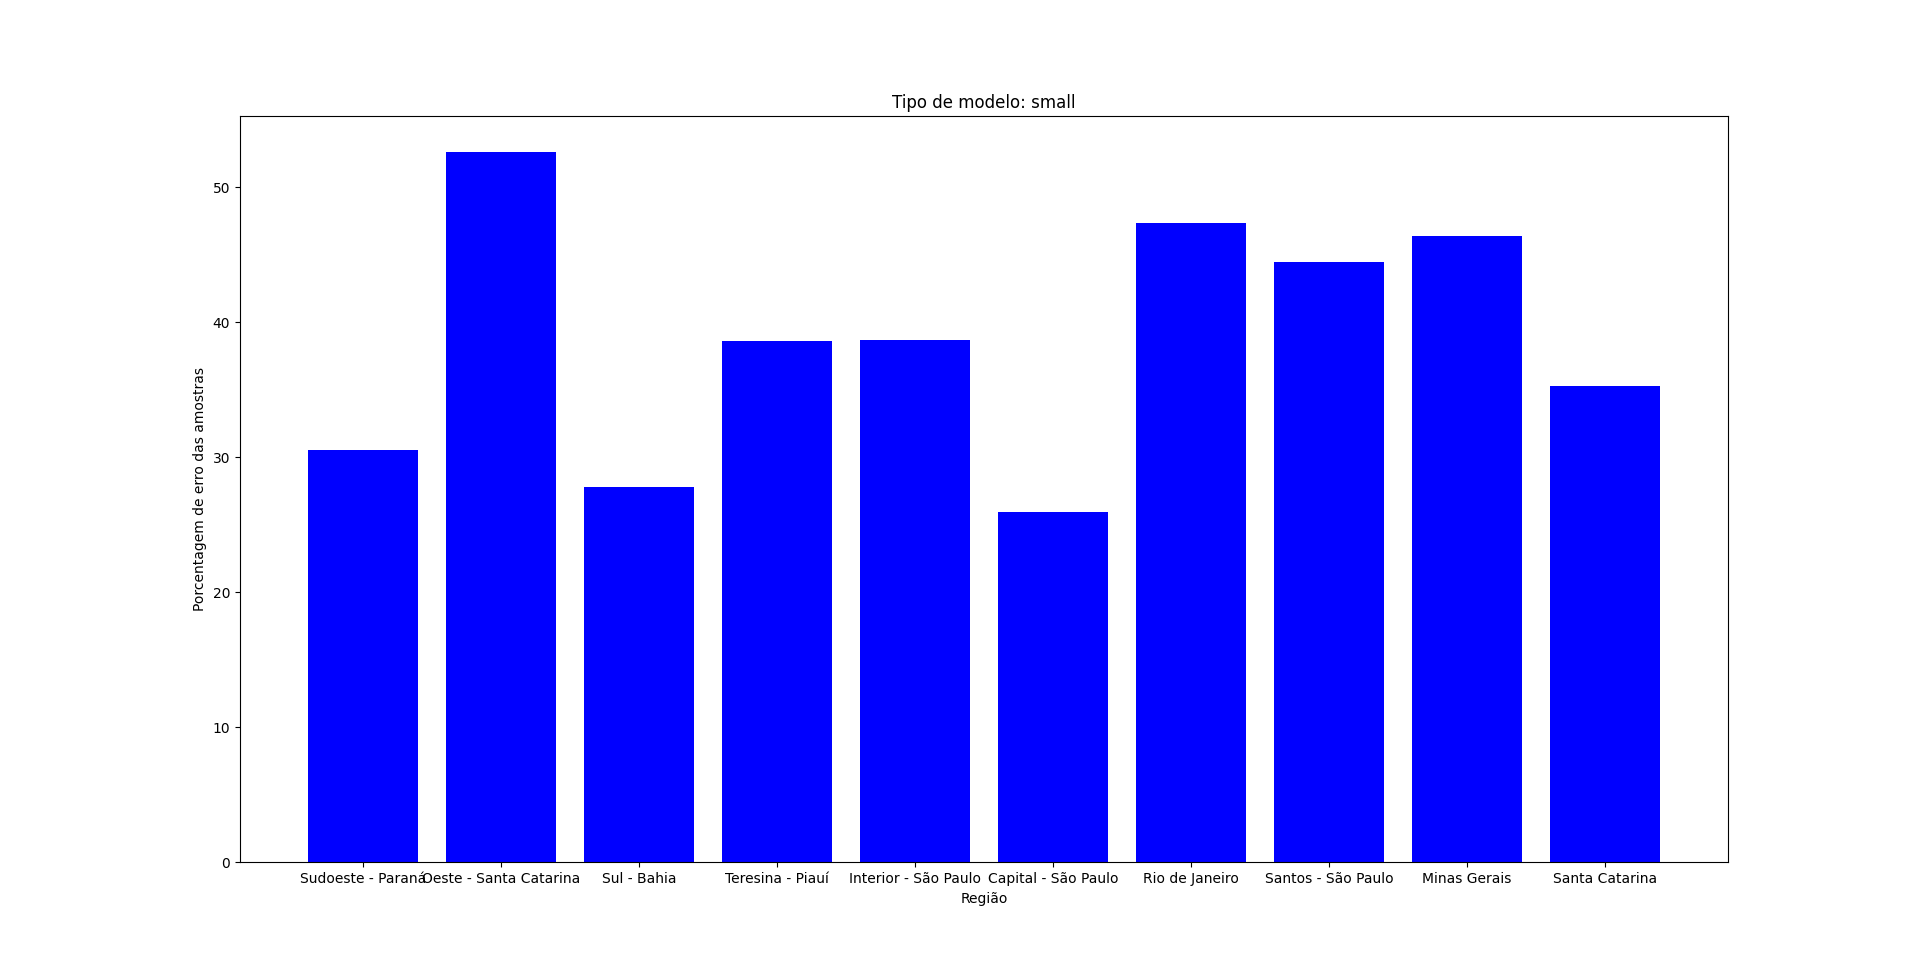 Tipo de modelo: small
Porcentagem de erro das amostras
50
40
30
20
10
0
Sudoeste - Paraná Oeste - Santa Catarina Sul - Bahia Teresina - Piauí Interior - São Paulo Capital - São Paulo Rio de Janeiro Santos - São Paulo Minas Gerais Santa Catarina
Região